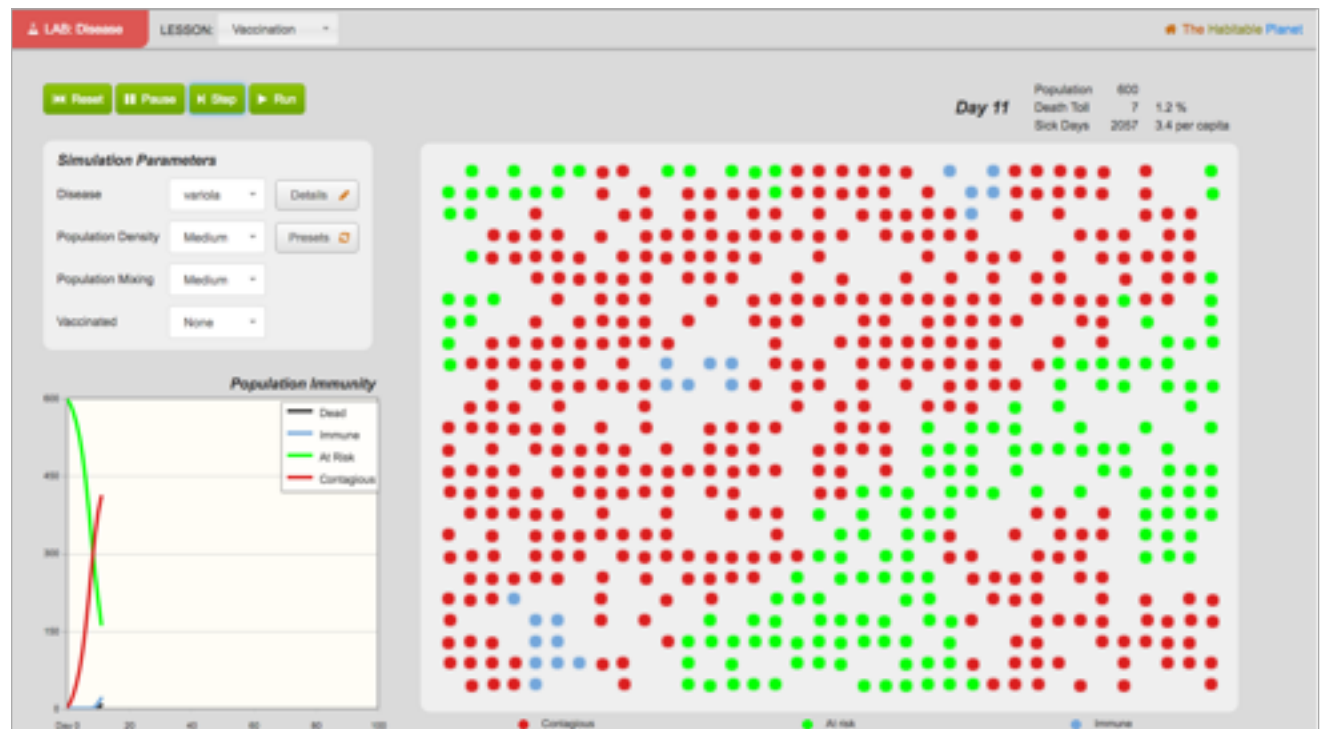 LAB: Disease
LESSON: Vaccination
The Habitable Planet
Reset Pause Step Run
Day 11
Population 600
Death Toll 7 1.2 %
Sick Days 2057 3.4 per capita
Simulation Parameters
Disease variola Details
Population Density Medium Presets
Population Mixing Medium
Vaccinated None
Population Immunity
600
450
300
150
0
Dead
Immune
At Risk
Contagious
Day 0 20 40 60 80 100
Contagious At risk Immune